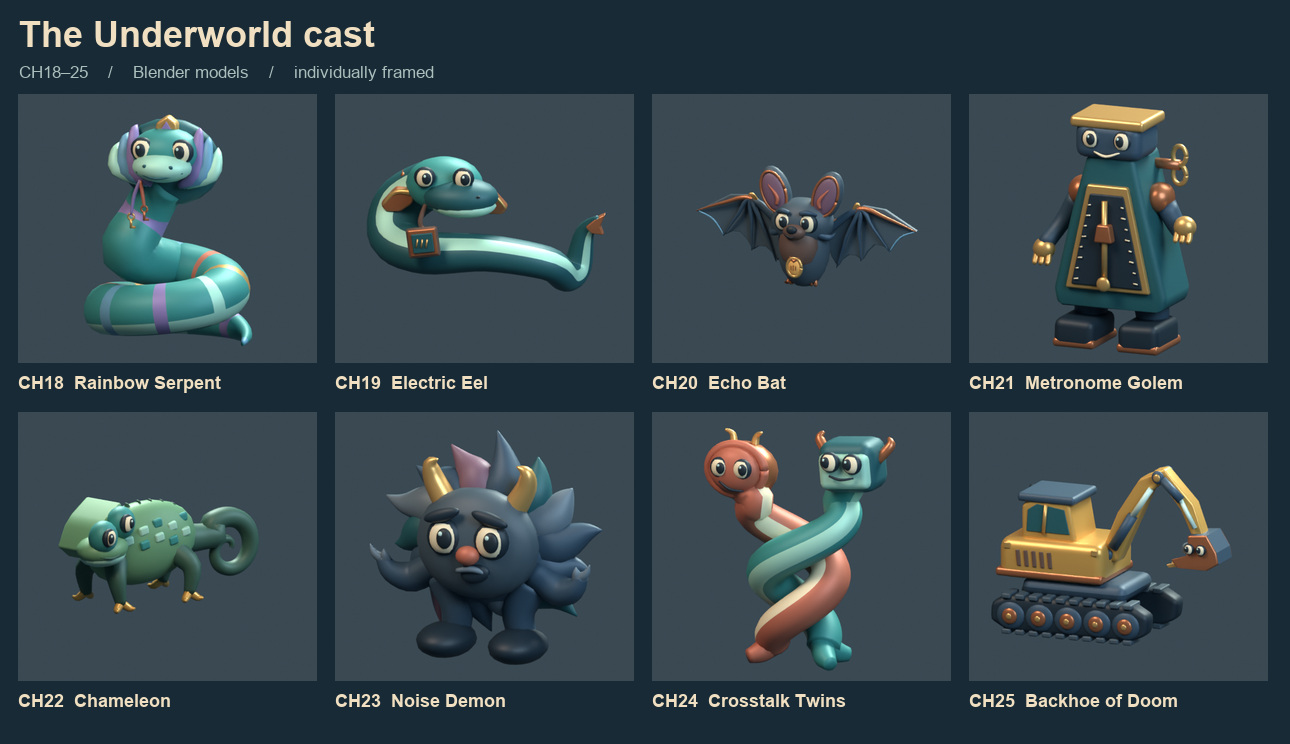 The Underworld cast
CH18–25 / Blender models / individually framed
CH18 Rainbow Serpent
CH19 Electric Eel
CH20 Echo Bat
CH21 Metronome Golem
CH22 Chameleon
CH23 Noise Demon
CH24 Crosstalk Twins
CH25 Backhoe of Doom